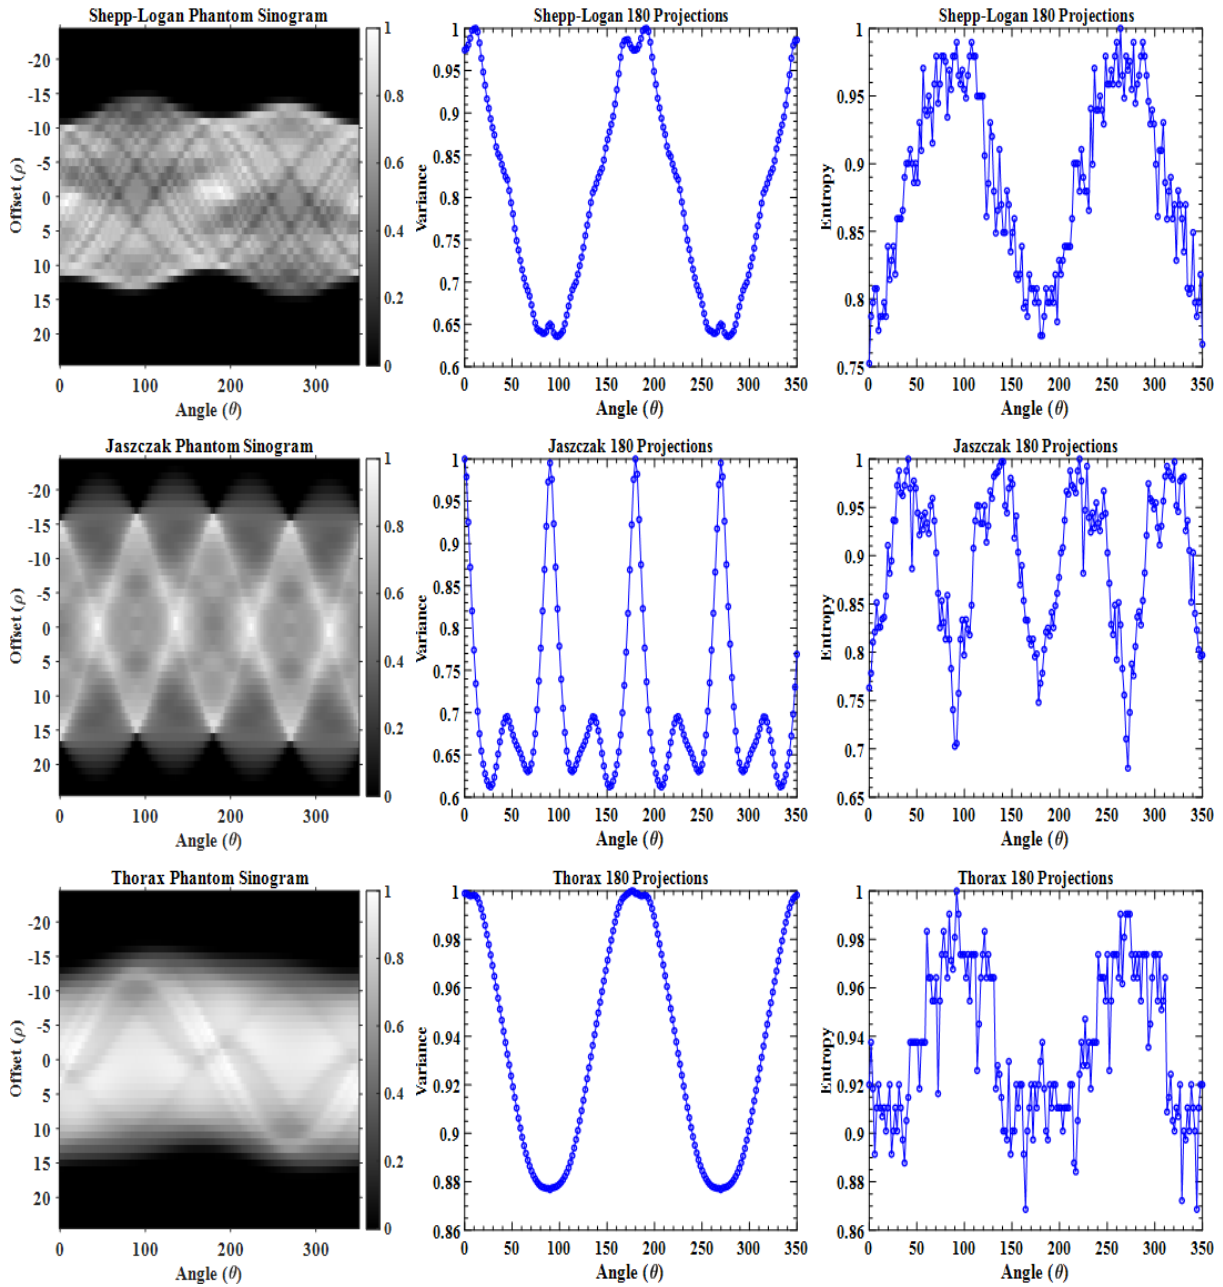 Shepp-Logan Phantom Sinogram
Offset (ρ)
-20
-15
-10
-5
0
5
10
15
20
0 100 200 300
Angle (θ)
1
0.8
0.6
0.4
0.2
0
Shepp-Logan 180 Projections
Variance
1
0.95
0.9
0.85
0.8
0.75
0.7
0.65
0.6
0 50 100 150 200 250 300 350
Angle (θ)
Shepp-Logan 180 Projections
Entropy
1
0.95
0.9
0.85
0.8
0.75
0 50 100 150 200 250 300 350
Angle (θ)
Jaszczak Phantom Sinogram
Offset (ρ)
-20
-15
-10
-5
0
5
10
15
20
0 100 200 300
Angle (θ)
1
0.8
0.6
0.4
0.2
0
Jaszczak 180 Projections
Variance
1
0.95
0.9
0.85
0.8
0.75
0.7
0.65
0.6
0 50 100 150 200 250 300 350
Angle (θ)
Jaszczak 180 Projections
Entropy
1
0.95
0.9
0.85
0.8
0.75
0.7
0.65
0 50 100 150 200 250 300 350
Angle (θ)
Thorax Phantom Sinogram
Offset (ρ)
-20
-15
-10
-5
0
5
10
15
20
0 100 200 300
Angle (θ)
1
0.8
0.6
0.4
0.2
0
Thorax 180 Projections
Variance
1
0.98
0.96
0.94
0.92
0.9
0.88
0.86
0 50 100 150 200 250 300 350
Angle (θ)
Thorax 180 Projections
Entropy
1
0.98
0.96
0.94
0.92
0.9
0.88
0.86
0 50 100 150 200 250 300 350
Angle (θ)